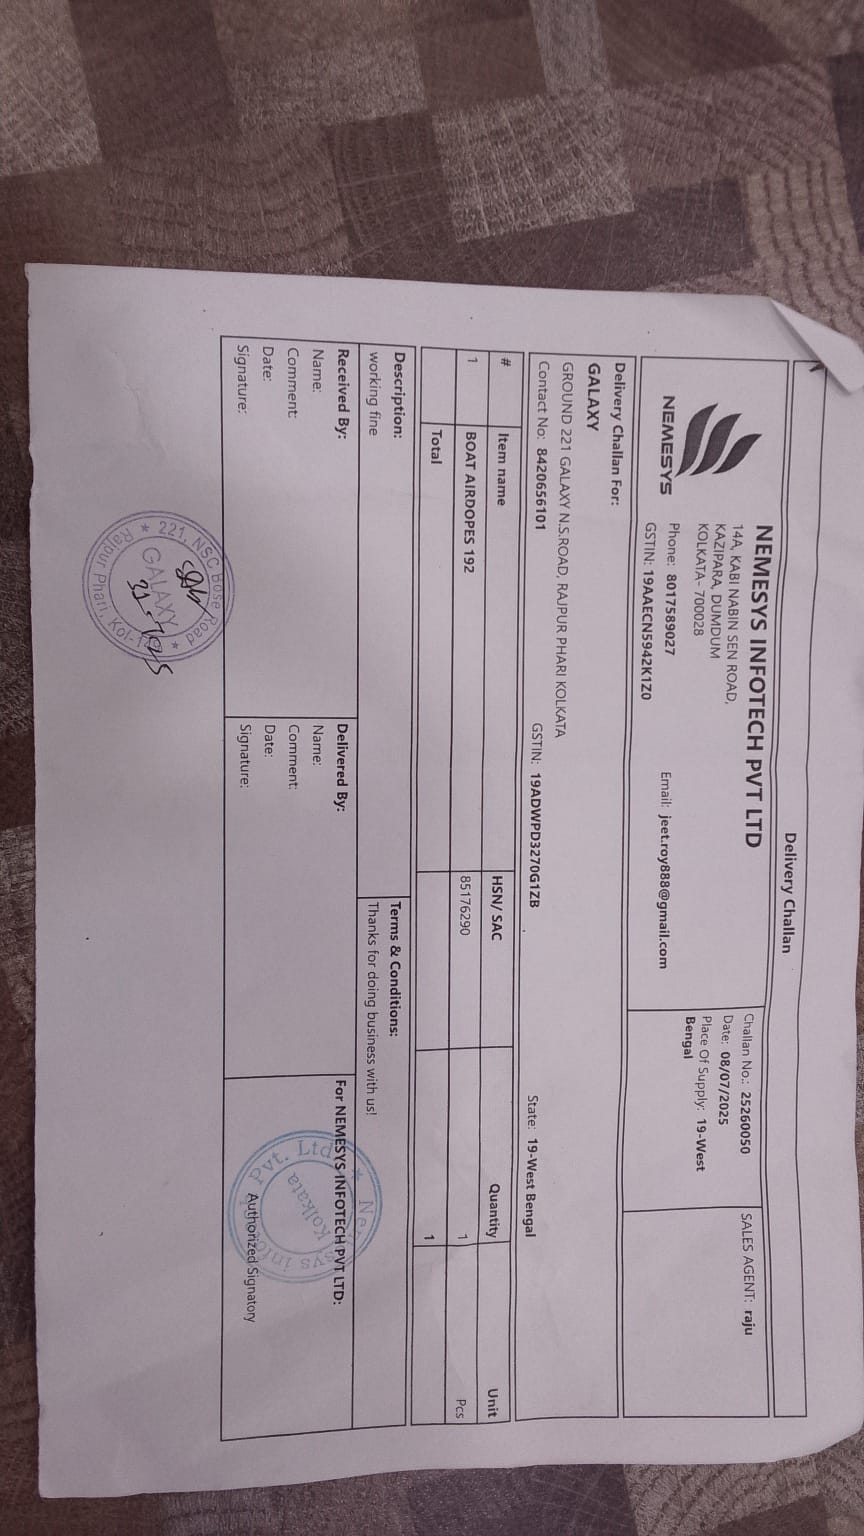 Delivery Challan
NEMESYS
NEMESYS INFOTECH PVT LTD
14A, KABI NABIN SEN ROAD,
KAZIPARA, DUMDUM
KOLKATA- 700028
Phone: 8017589027 Email: jeet.roy888@gmail.com
GSTIN: 19AAECN5942K1Z0
Challan No.: 25260050
Date: 08/07/2025
Place Of Supply: 19-West
Bengal
SALES AGENT: raju
Delivery Challan For:
GALAXY
GROUND 221 GALAXY N.S.ROAD, RAJPUR PHARI KOLKATA
Contact No: 8420656101 GSTIN: 19ADWPD3270G1ZB State: 19-West Bengal
# Item name HSN/ SAC Quantity Unit
1 BOAT AIRDOPES 192 85176290 1 Pcs
Total 1
Description:
working fine
Terms & Conditions:
Thanks for doing business with us!
Received By:
Name:
Comment:
Date:
Signature:
Delivered By:
Name:
Comment:
Date:
Signature:
For NEMESYS INFOTECH PVT LTD:
Authorized Signatory
221, NSC Bose Road
GALAXY
Rajpur Phari, Kol-
Pvt. Ltd.
Kolkata